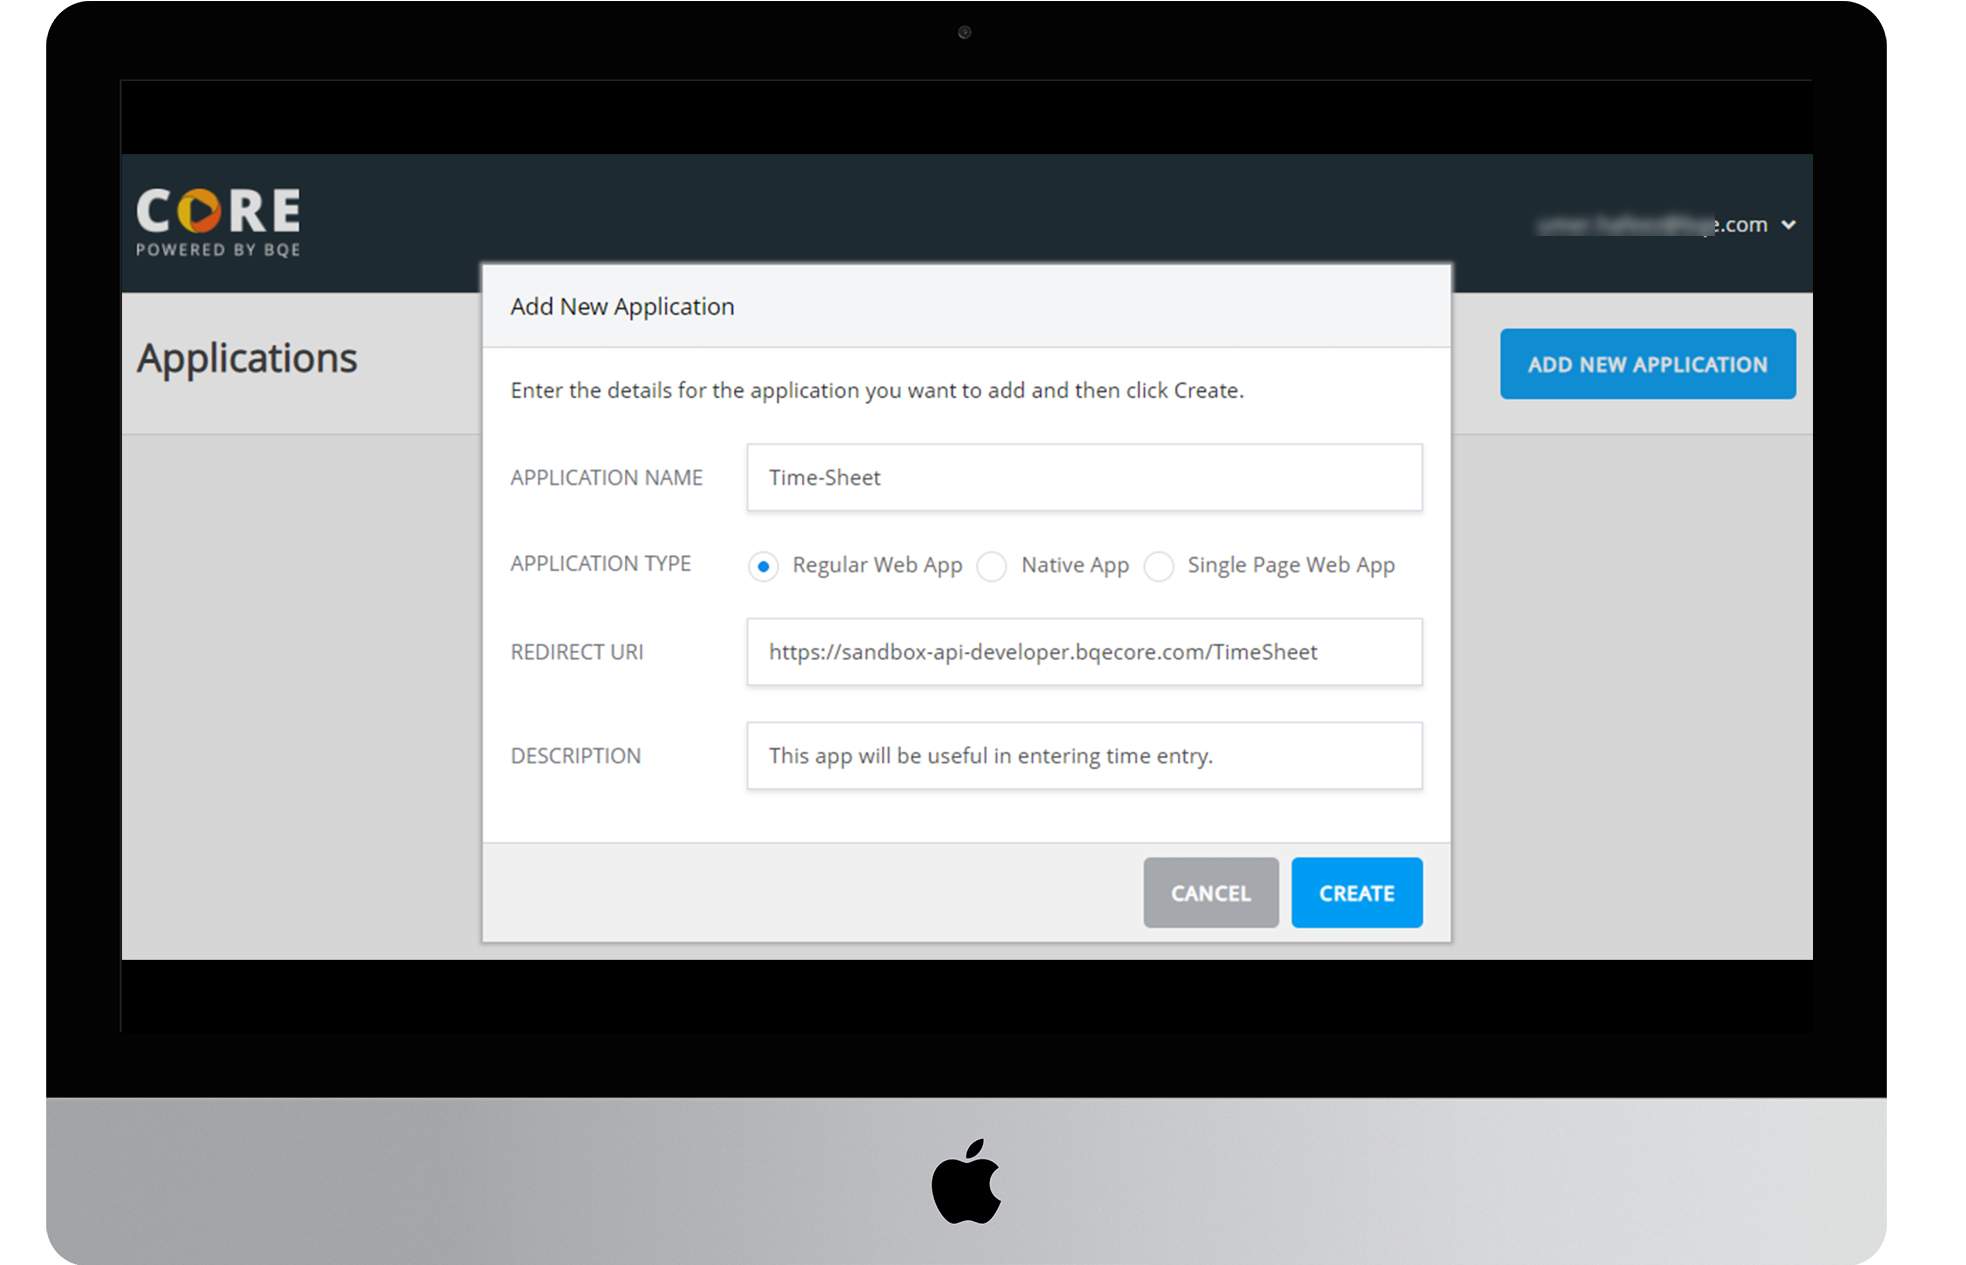 CORE
POWERED BY BQE
e.com
Add New Application
Applications
ADD NEW APPLICATION
Enter the details for the application you want to add and then click Create.
APPLICATION NAME
Time-Sheet
APPLICATION TYPE
Regular Web App
Native App
Single Page Web App
REDIRECT URI
https://sandbox-api-developer.bqecore.com/TimeSheet
DESCRIPTION
This app will be useful in entering time entry.
CANCEL
CREATE